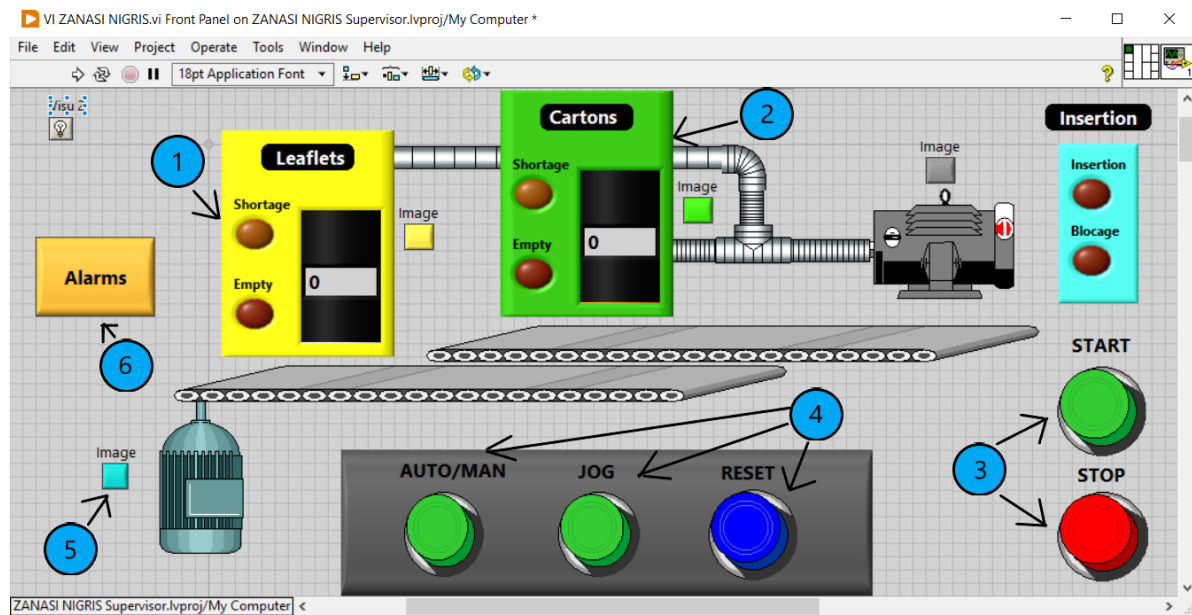 VI ZANASI NIGRIS.vi Front Panel on ZANASI NIGRIS Supervisor.lvproj/My Computer *
File Edit View Project Operate Tools Window Help
18pt Application Font
Visu 2
1
Leaflets
Shortage
Empty
0
Image
Cartons
Shortage
Empty
0
2
Image
Image
Insertion
Insertion
Blocage
Alarms
6
START
STOP
3
4
AUTO/MAN
JOG
RESET
Image
5
ZANASI NIGRIS Supervisor.lvproj/My Computer